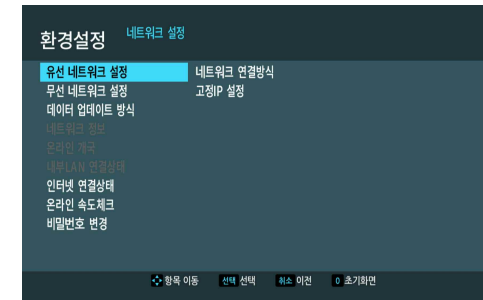 환경설정 네트워크 설정
유선 네트워크 설정 네트워크 연결방식
무선 네트워크 설정 고정IP 설정
데이터 업데이트 방식
네트워크 정보
온라인 개국
내부LAN 연결상태
인터넷 연결상태
온라인 속도체크
비밀번호 변경
항목 이동 선택 선택 취소 이전 0 초기화면